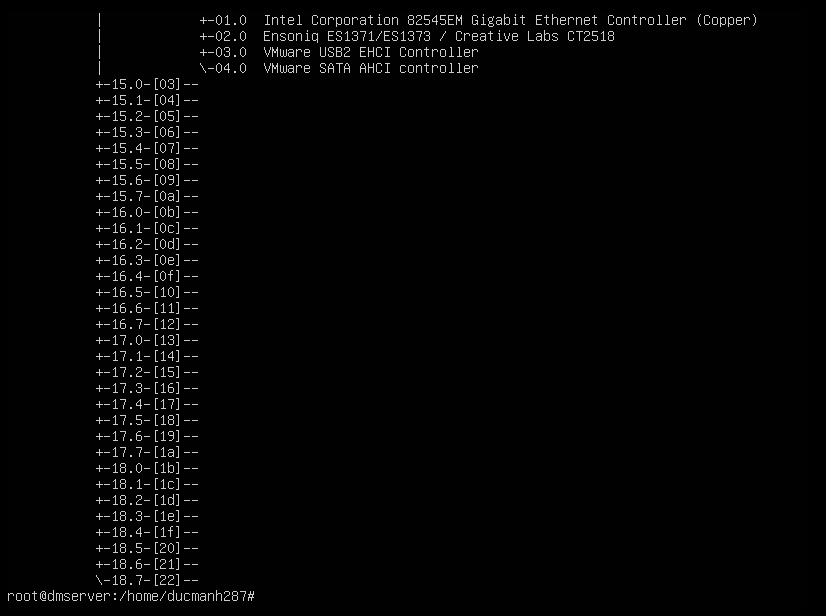 |            +-01.0  Intel Corporation 82545EM Gigabit Ethernet Controller (Copper)
|            +-02.0  Ensoniq ES1371/ES1373 / Creative Labs CT2518
|            +-03.0  VMware USB2 EHCI Controller
|            \-04.0  VMware SATA AHCI controller
+-15.0-[03]--
+-15.1-[04]--
+-15.2-[05]--
+-15.3-[06]--
+-15.4-[07]--
+-15.5-[08]--
+-15.6-[09]--
+-15.7-[0a]--
+-16.0-[0b]--
+-16.1-[0c]--
+-16.2-[0d]--
+-16.3-[0e]--
+-16.4-[0f]--
+-16.5-[10]--
+-16.6-[11]--
+-16.7-[12]--
+-17.0-[13]--
+-17.1-[14]--
+-17.2-[15]--
+-17.3-[16]--
+-17.4-[17]--
+-17.5-[18]--
+-17.6-[19]--
+-17.7-[1a]--
+-18.0-[1b]--
+-18.1-[1c]--
+-18.2-[1d]--
+-18.3-[1e]--
+-18.4-[1f]--
+-18.5-[20]--
+-18.6-[21]--
\-18.7-[22]--
root@dmserver:/home/ducmanh287#